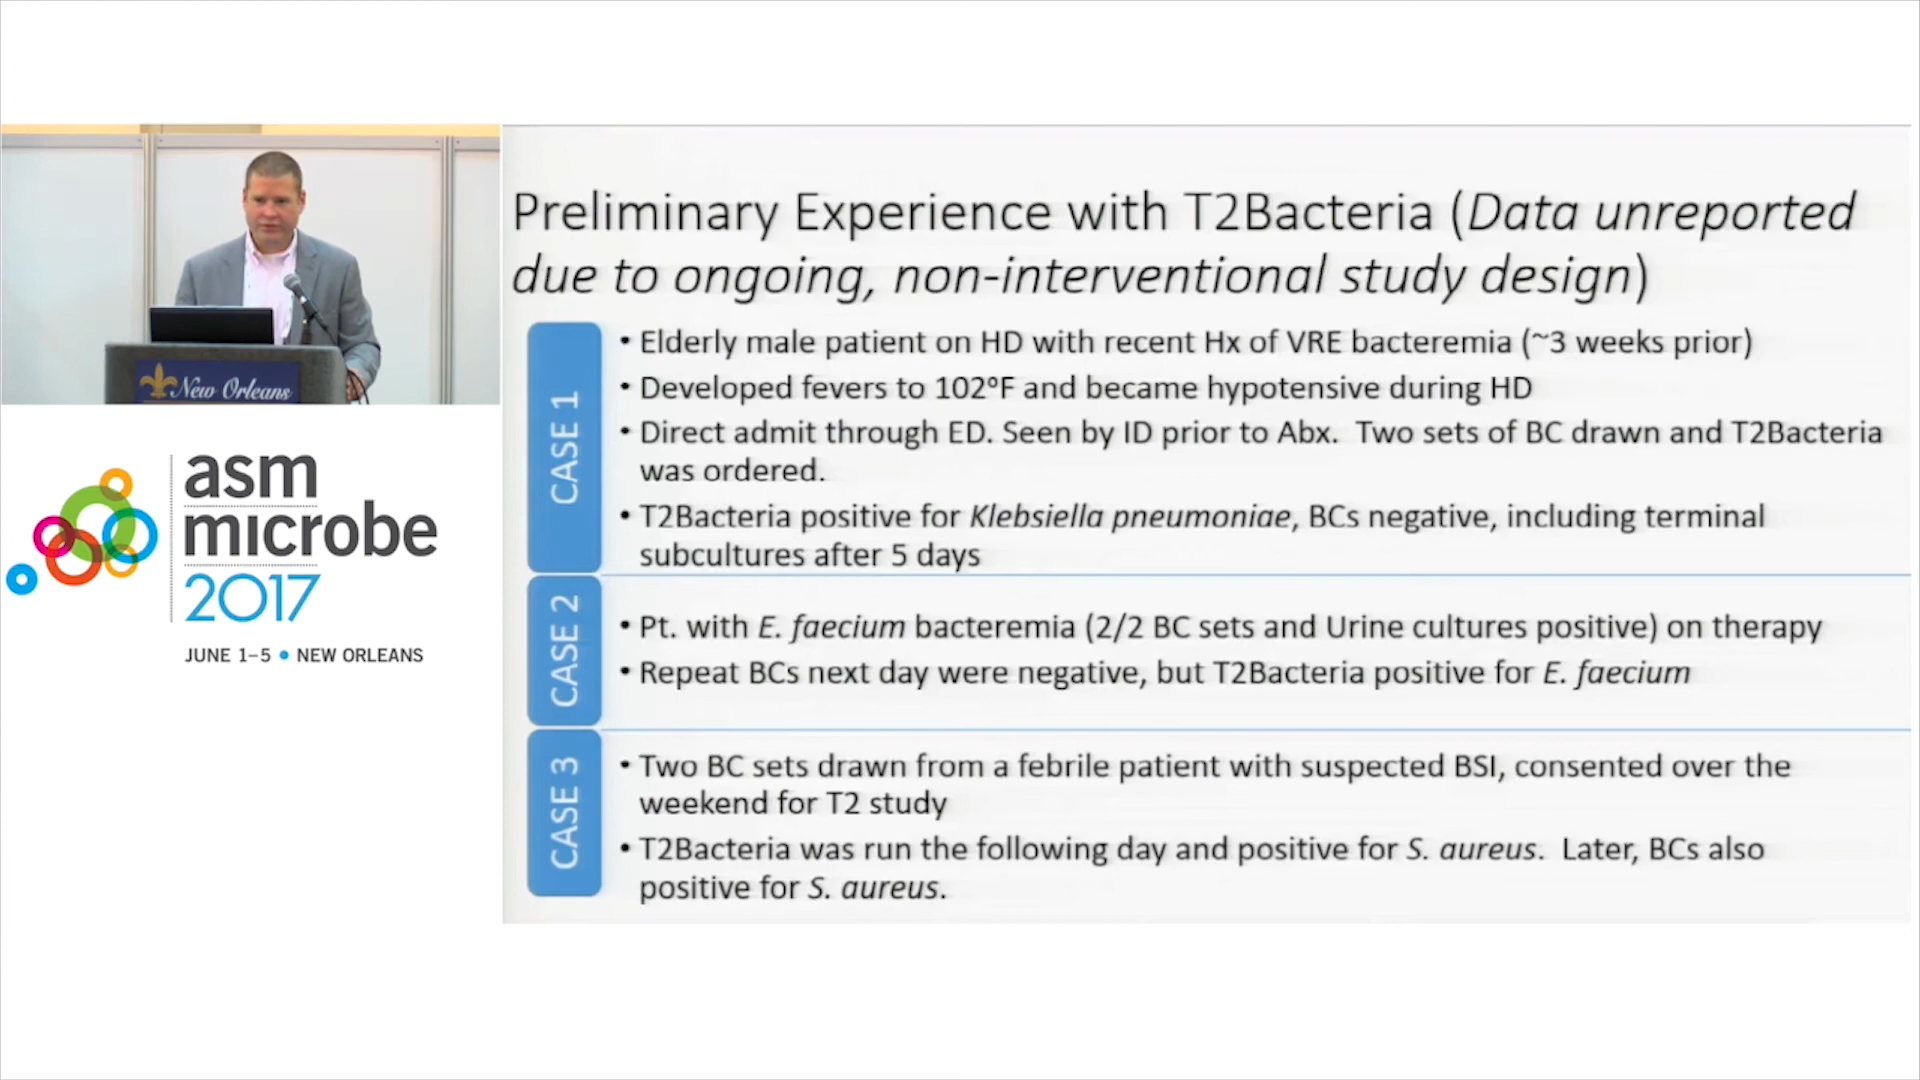 Preliminary Experience with T2Bacteria (Data unreported
due to ongoing, non-interventional study design)
CASE 1
• Elderly male patient on HD with recent Hx of VRE bacteremia (~3 weeks prior)
• Developed fevers to 102°F and became hypotensive during HD
• Direct admit through ED. Seen by ID prior to Abx. Two sets of BC drawn and T2Bacteria
was ordered.
• T2Bacteria positive for Klebsiella pneumoniae, BCs negative, including terminal
subcultures after 5 days
CASE 2
• Pt. with E. faecium bacteremia (2/2 BC sets and Urine cultures positive) on therapy
• Repeat BCs next day were negative, but T2Bacteria positive for E. faecium
CASE 3
• Two BC sets drawn from a febrile patient with suspected BSI, consented over the
weekend for T2 study
• T2Bacteria was run the following day and positive for S. aureus. Later, BCs also
positive for S. aureus.
New Orleans
asm
microbe
2017
JUNE 1–5 • NEW ORLEANS